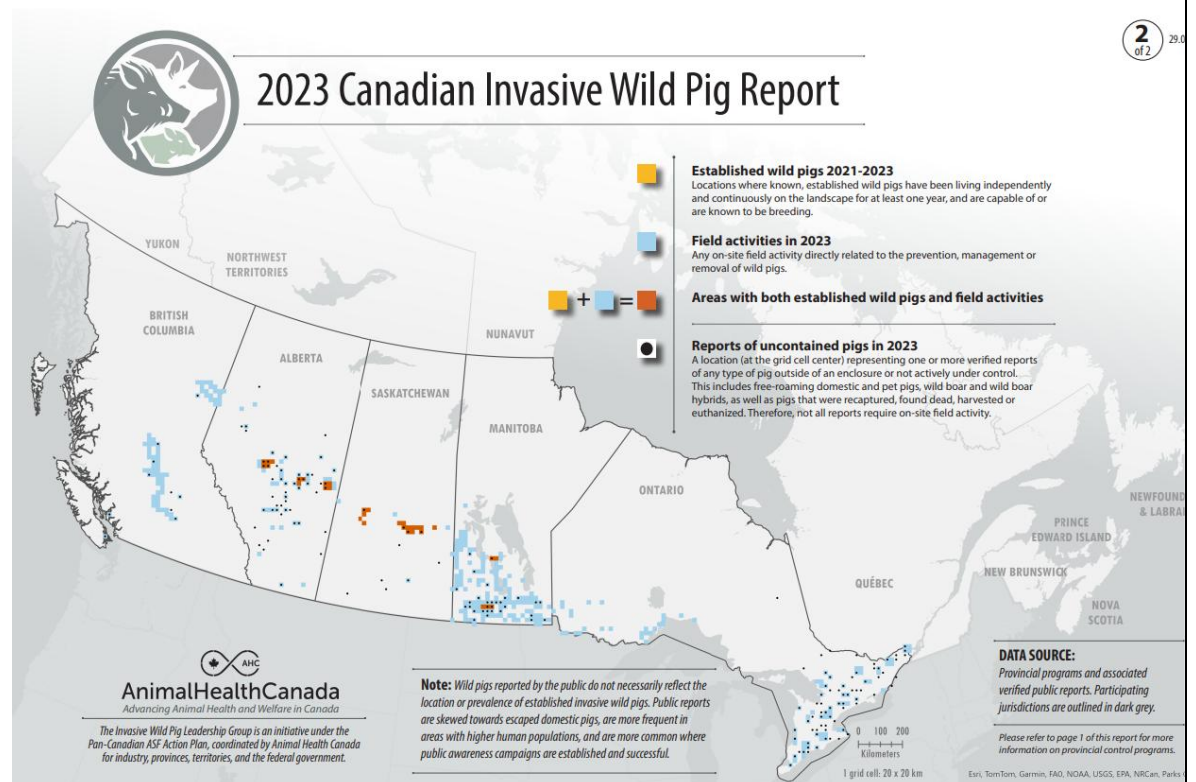 2
of 2
29.0
2023 Canadian Invasive Wild Pig Report
Established wild pigs 2021-2023
Locations where known, established wild pigs have been living independently
and continuously on the landscape for at least one year, and are capable of or
are known to be breeding.
Field activities in 2023
Any on-site field activity directly related to the prevention, management or
removal of wild pigs.
+ =
Areas with both established wild pigs and field activities
Reports of uncontained pigs in 2023
A location (at the grid cell center) representing one or more verified reports
of any type of pig outside of an enclosure or not actively under control.
This includes free-roaming domestic and pet pigs, wild boar and wild boar
hybrids, as well as pigs that were recaptured, found dead, harvested or
euthanized. Therefore, not all reports require on-site field activity.
YUKON
NORTHWEST
TERRITORIES
NUNAVUT
BRITISH
COLUMBIA
ALBERTA
SASKATCHEWAN
MANITOBA
ONTARIO
QUÉBEC
NEWFOUND
& LABRA
PRINCE
EDWARD ISLAND
NEW BRUNSWICK
NOVA
SCOTIA
AHC
AnimalHealthCanada
Advancing Animal Health and Welfare in Canada
The Invasive Wild Pig Leadership Group is an initiative under the
Pan-Canadian ASF Action Plan, coordinated by Animal Health Canada
for industry, provinces, territories, and the federal government.
Note: Wild pigs reported by the public do not necessarily reflect the
location or prevalence of established invasive wild pigs. Public reports
are skewed towards escaped domestic pigs, are more frequent in
areas with higher human populations, and are more common where
public awareness campaigns are established and successful.
0 100 200
Kilometers
1 grid cell: 20 x 20 km
DATA SOURCE:
Provincial programs and associated
verified public reports. Participating
jurisdictions are outlined in dark grey.
Please refer to page 1 of this report for more
information on provincial control programs.
Esri, TomTom, Garmin, FAO, NOAA, USGS, EPA, NRCan, Parks